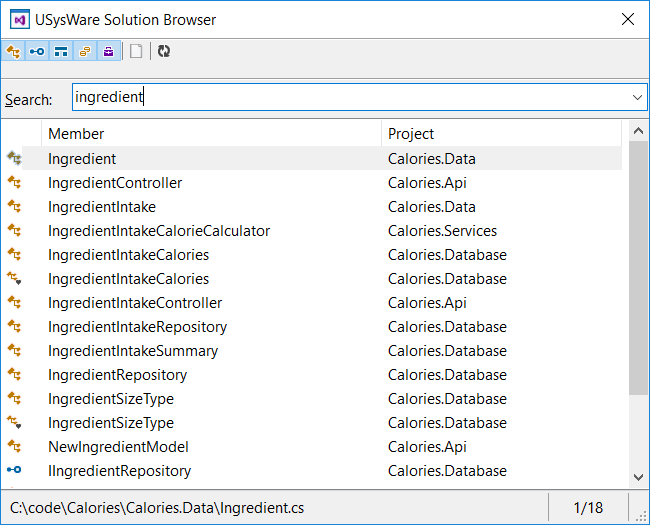 USysWare Solution Browser
Search: ingredient
Member Project
Ingredient Calories.Data
IngredientController Calories.Api
IngredientIntake Calories.Data
IngredientIntakeCalorieCalculator Calories.Services
IngredientIntakeCalories Calories.Database
IngredientIntakeCalories Calories.Database
IngredientIntakeController Calories.Api
IngredientIntakeRepository Calories.Database
IngredientIntakeSummary Calories.Database
IngredientRepository Calories.Database
IngredientSizeType Calories.Database
IngredientSizeType Calories.Database
NewIngredientModel Calories.Api
IIngredientRepository Calories.Database
C:\code\Calories\Calories.Data\Ingredient.cs 1/18